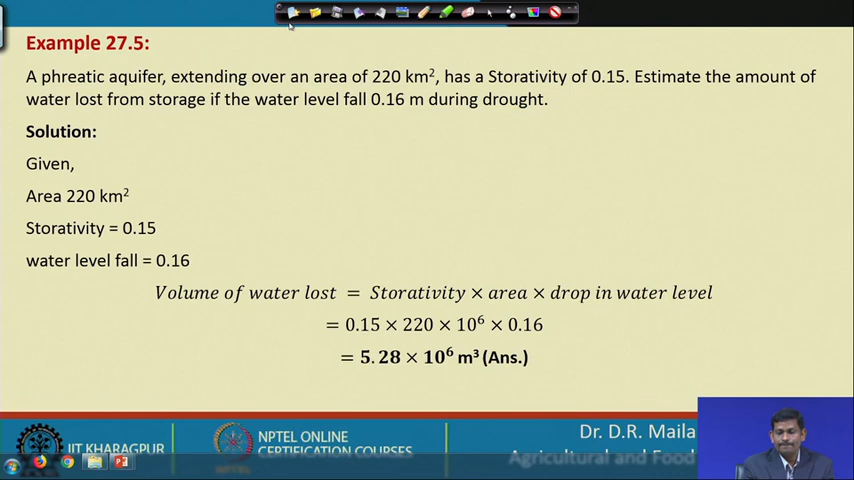 Example 27.5:
A phreatic aquifer, extending over an area of 220 km², has a Storativity of 0.15. Estimate the amount of
water lost from storage if the water level fall 0.16 m during drought.
Solution:
Given,
Area 220 km²
Storativity = 0.15
water level fall = 0.16
Volume of water lost = Storativity × area × drop in water level
= 0.15 × 220 × 10⁶ × 0.16
= 5.28 × 10⁶ m³ (Ans.)
IIT KHARAGPUR
NPTEL ONLINE
CERTIFICATION COURSES
Dr. D.R. Maila
Agricultural and Food